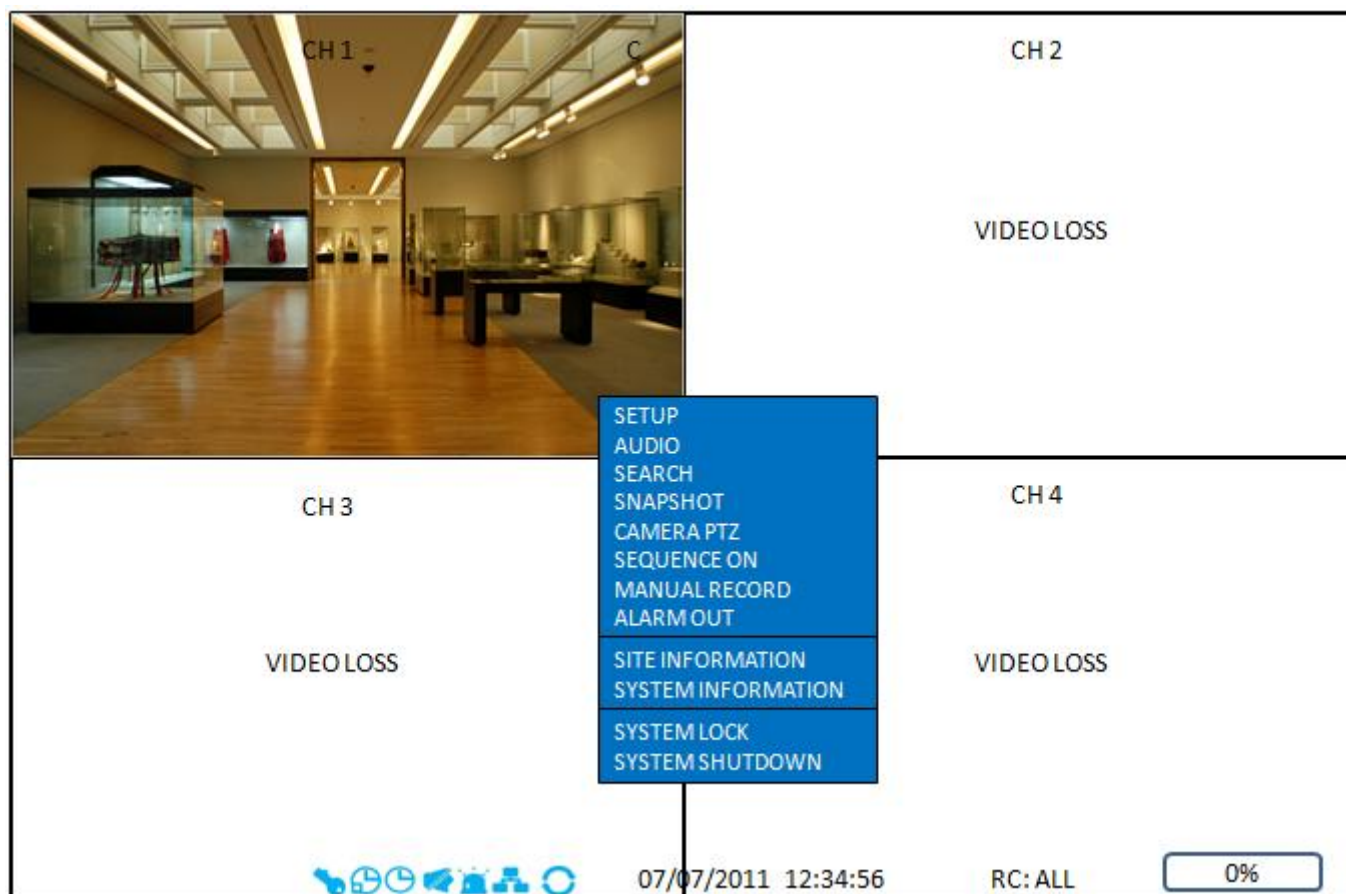 CH 1
C
CH 2
VIDEO LOSS
SETUP
AUDIO
SEARCH
SNAPSHOT
CAMERA PTZ
SEQUENCE ON
MANUAL RECORD
ALARM OUT
SITE INFORMATION
SYSTEM INFORMATION
SYSTEM LOCK
SYSTEM SHUTDOWN
CH 3
VIDEO LOSS
CH 4
VIDEO LOSS
07/07/2011 12:34:56
RC: ALL
0%